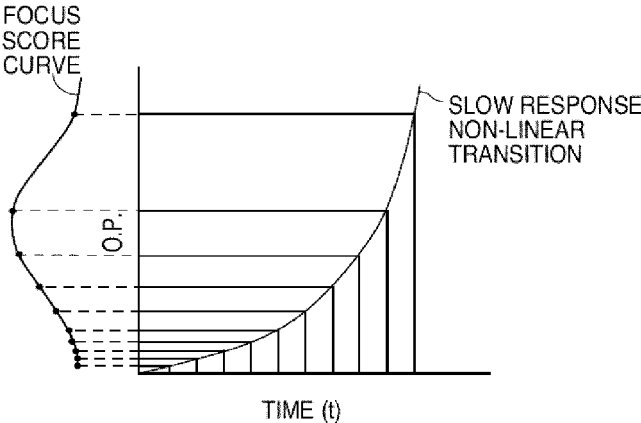 FOCUS
SCORE
CURVE
SLOW RESPONSE
NON-LINEAR
TRANSITION
O.P.
TIME (t)